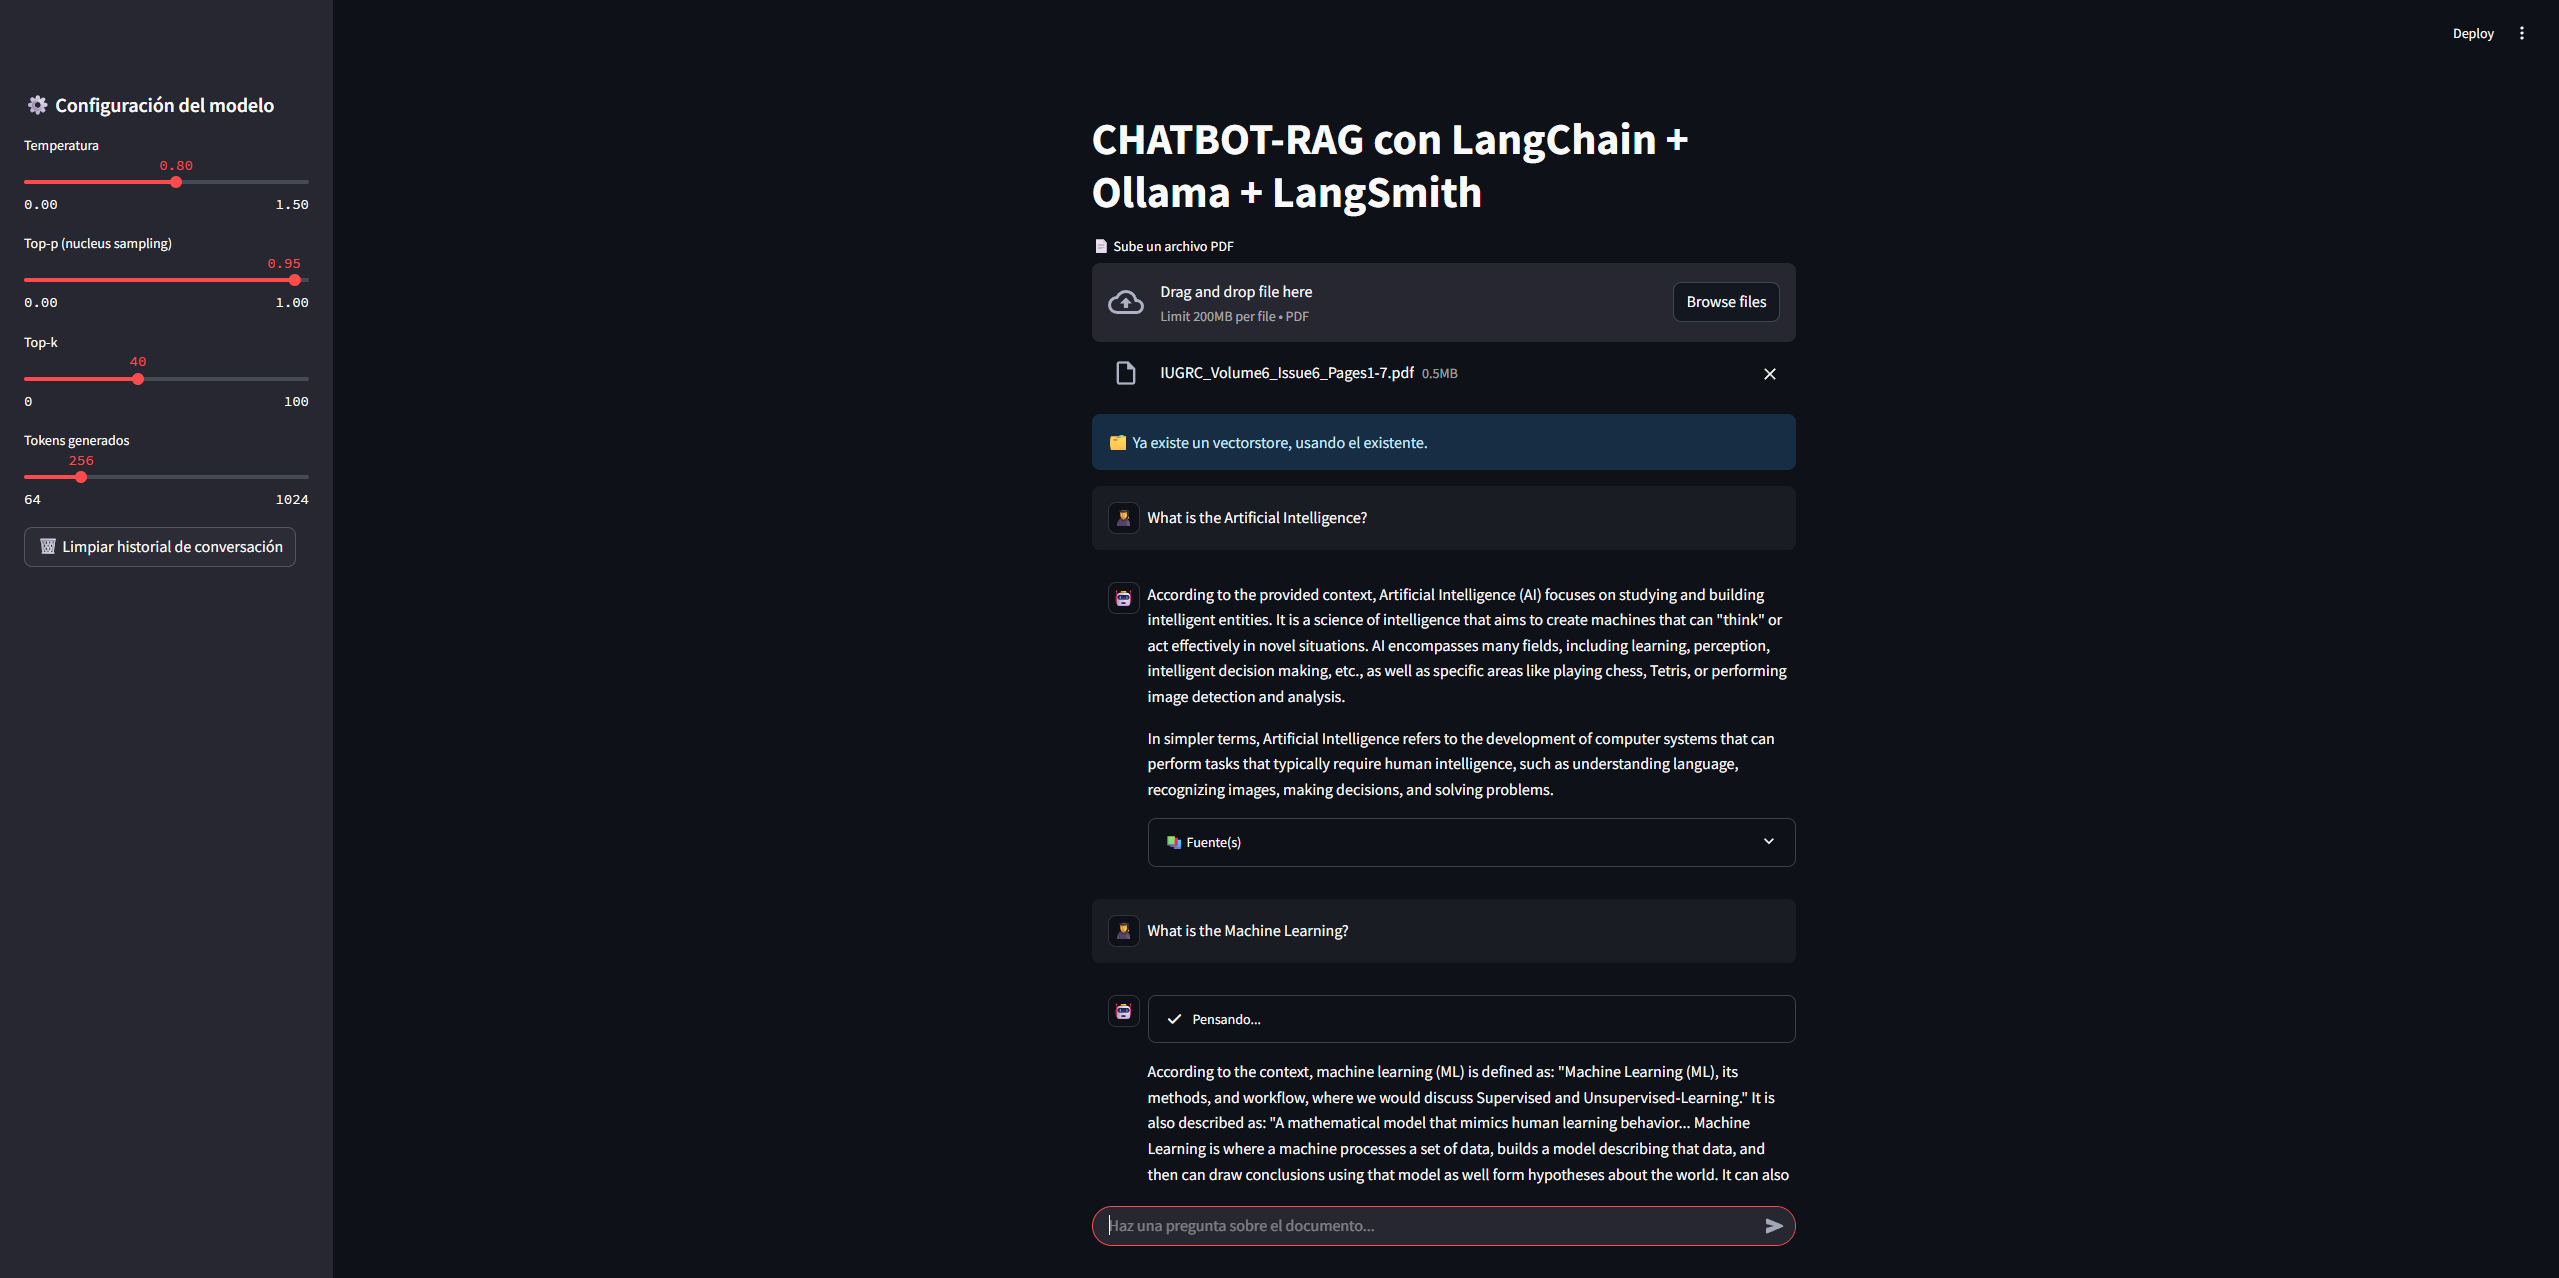 Deploy
Configuración del modelo
Temperatura
0.80
0.00 1.50
Top-p (nucleus sampling)
0.95
0.00 1.00
Top-k
40
0 100
Tokens generados
256
64 1024
Limpiar historial de conversación
CHATBOT-RAG con LangChain +
Ollama + LangSmith
Sube un archivo PDF
Drag and drop file here
Limit 200MB per file • PDF
Browse files
IUGRC_Volume6_Issue6_Pages1-7.pdf 0.5MB
Ya existe un vectorstore, usando el existente.
What is the Artificial Intelligence?
According to the provided context, Artificial Intelligence (AI) focuses on studying and building
intelligent entities. It is a science of intelligence that aims to create machines that can "think" or
act effectively in novel situations. AI encompasses many fields, including learning, perception,
intelligent decision making, etc., as well as specific areas like playing chess, Tetris, or performing
image detection and analysis.
In simpler terms, Artificial Intelligence refers to the development of computer systems that can
perform tasks that typically require human intelligence, such as understanding language,
recognizing images, making decisions, and solving problems.
Fuente(s)
What is the Machine Learning?
Pensando...
According to the context, machine learning (ML) is defined as: "Machine Learning (ML), its
methods, and workflow, where we would discuss Supervised and Unsupervised-Learning." It is
also described as: "A mathematical model that mimics human learning behavior... Machine
Learning is where a machine processes a set of data, builds a model describing that data, and
then can draw conclusions using that model as well form hypotheses about the world. It can also
Haz una pregunta sobre el documento...